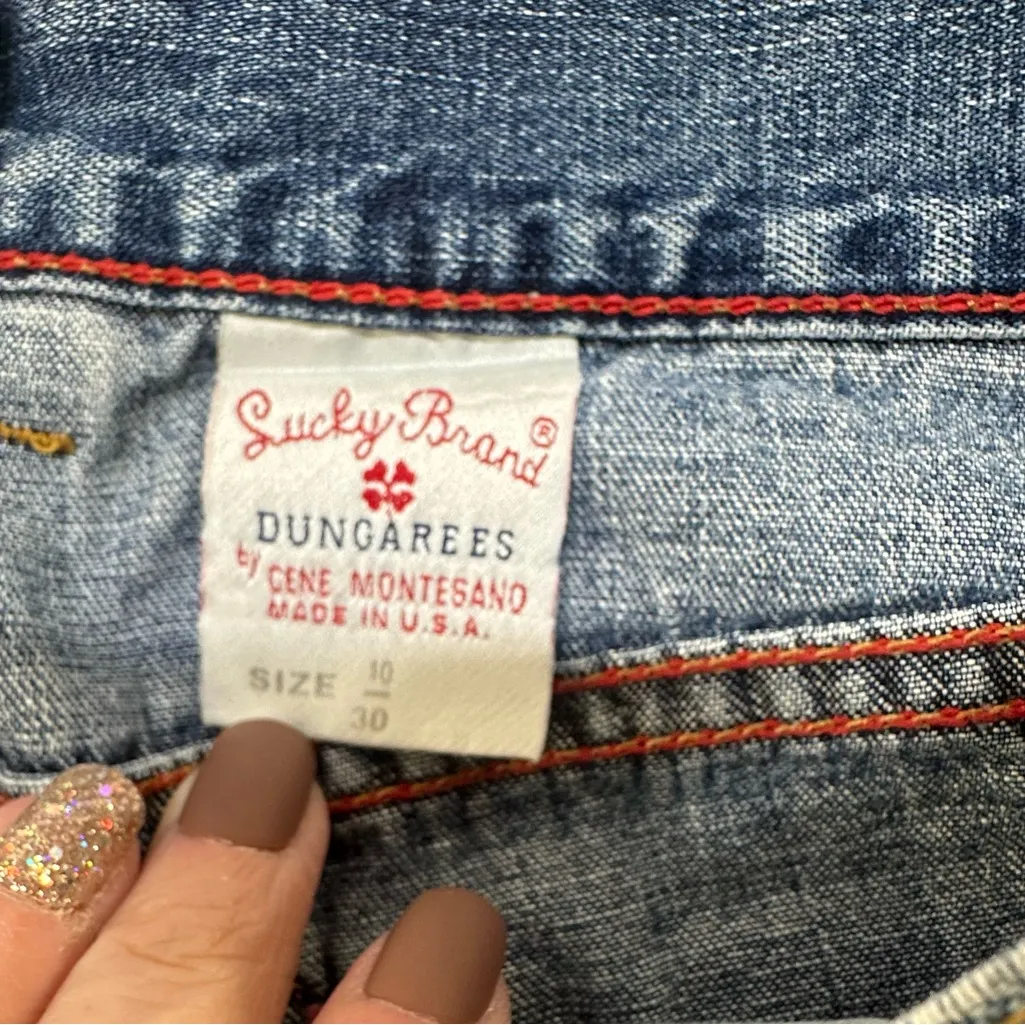 Lucky Brand ®
DUNGAREES
by GENE MONTESANO
MADE IN U.S.A.
SIZE 10
30